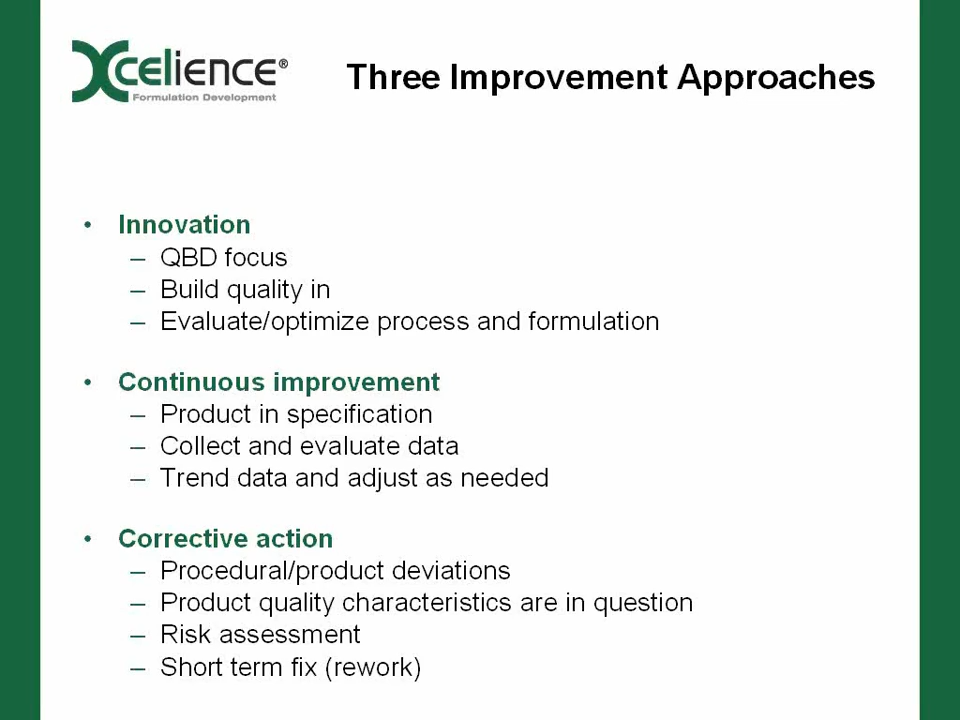 Xcelience®
Formulation Development
Three Improvement Approaches
• Innovation
– QBD focus
– Build quality in
– Evaluate/optimize process and formulation
• Continuous improvement
– Product in specification
– Collect and evaluate data
– Trend data and adjust as needed
• Corrective action
– Procedural/product deviations
– Product quality characteristics are in question
– Risk assessment
– Short term fix (rework)